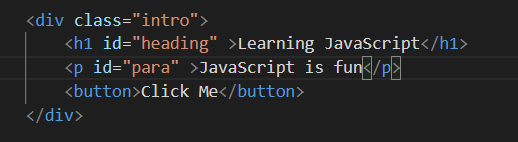 <div class="intro">
    <h1 id="heading" >Learning JavaScript</h1>
    <p id="para" >JavaScript is fun</p>
    <button>Click Me</button>
</div>